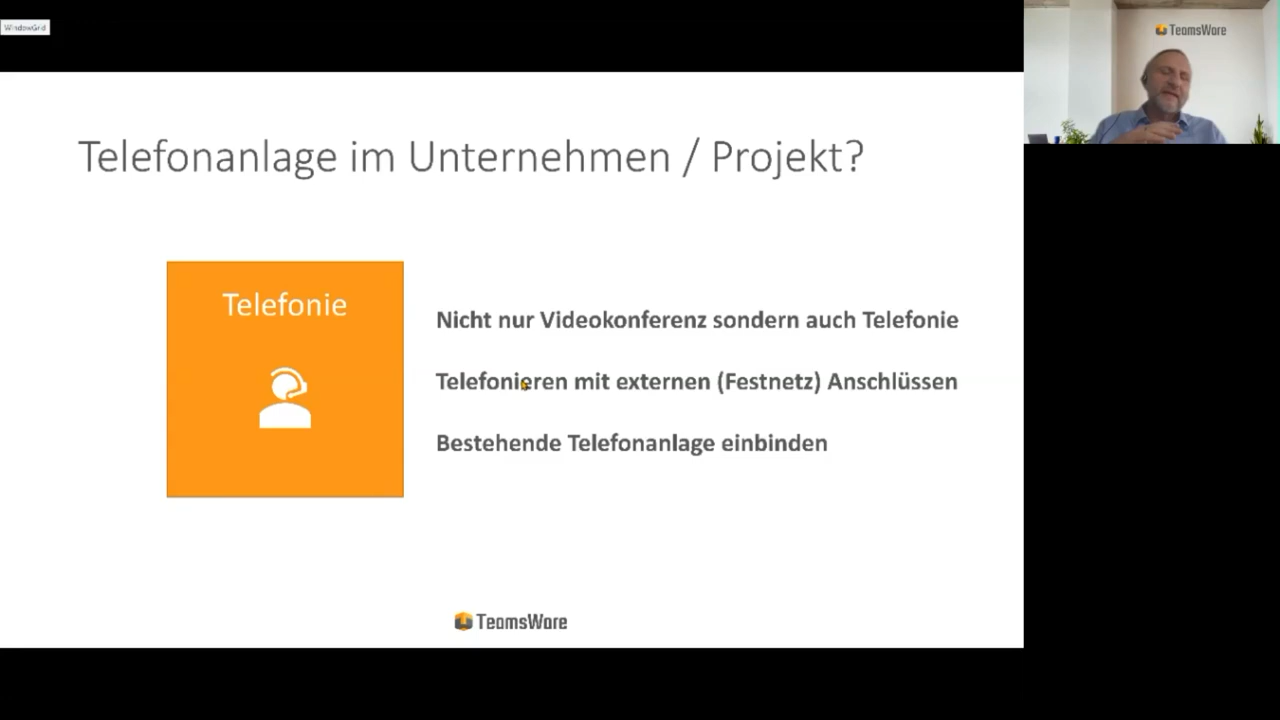 WindowGrid
TeamsWare
Telefonanlage im Unternehmen / Projekt?
Telefonie
Nicht nur Videokonferenz sondern auch Telefonie
Telefonieren mit externen (Festnetz) Anschlüssen
Bestehende Telefonanlage einbinden
TeamsWare